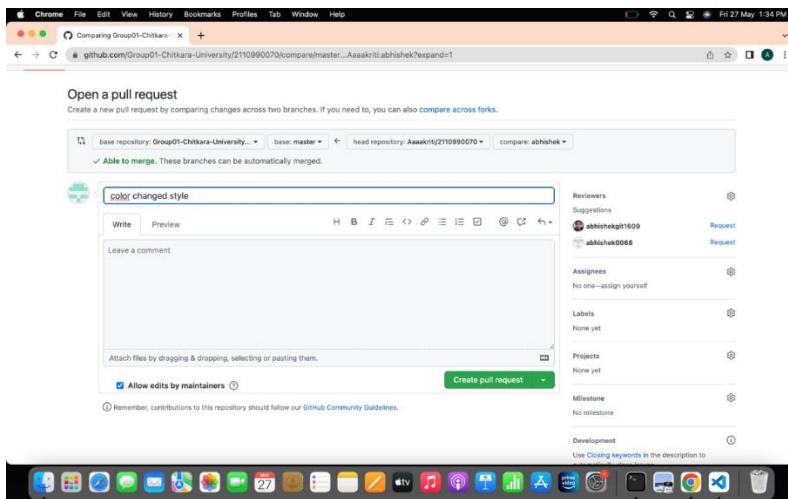 Chrome File Edit View History Bookmarks Profiles Tab Window Help Fri 27 May 1:34 PM
Comparing Group01-Chitkara-
github.com/Group01-Chitkara-University/2110990070/compare/master...Aaaakriti:abhishek?expand=1
Open a pull request
Create a new pull request by comparing changes across two branches. If you need to, you can also compare across forks.
base repository: Group01-Chitkara-University... base: master head repository: Aaaakriti/2110990070 compare: abhishek
Able to merge. These branches can be automatically merged.
color changed style
Write Preview
Leave a comment
Attach files by dragging & dropping, selecting or pasting them.
Allow edits by maintainers
Create pull request
Remember, contributions to this repository should follow our GitHub Community Guidelines.
Reviewers
Suggestions
abhishekgit1609 Request
abhishek0068 Request
Assignees
No one—assign yourself
Labels
None yet
Projects
None yet
Milestone
No milestone
Development
Use Closing keywords in the description to
MAY
27
tv
prime video